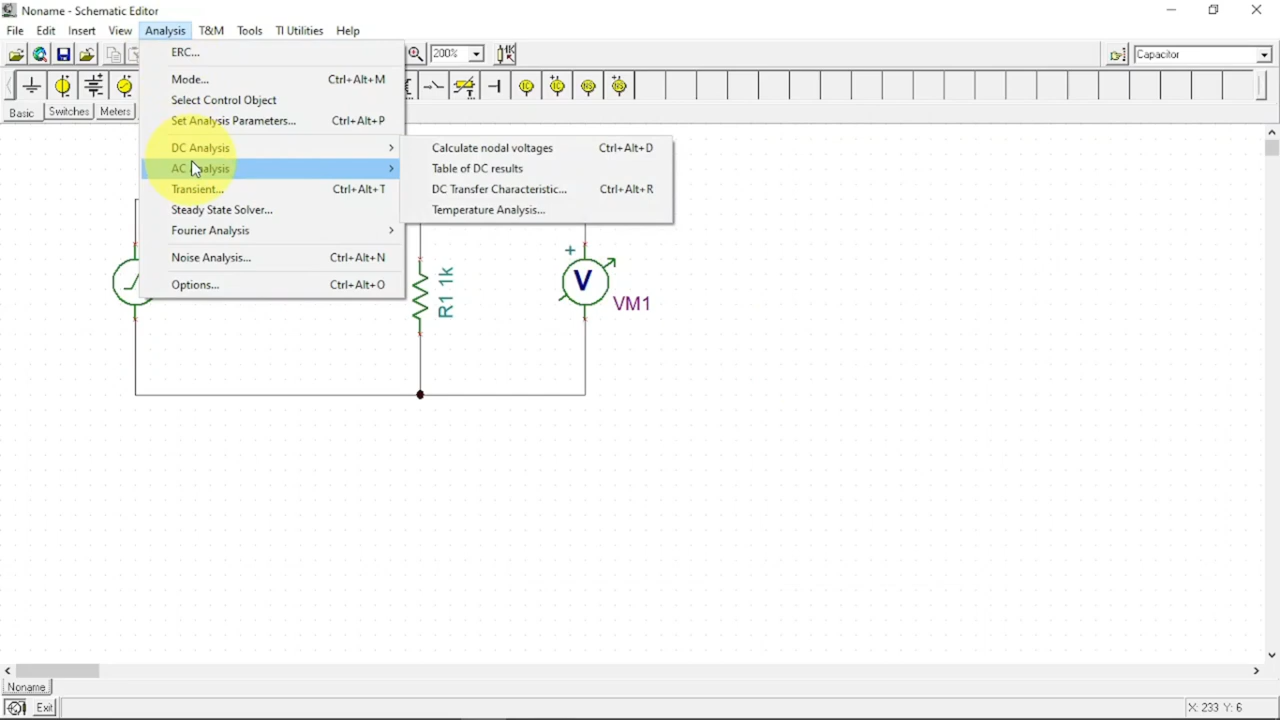 Noname - Schematic Editor
File Edit Insert View Analysis T&M Tools TI Utilities Help
200%
Capacitor
Basic Switches Meters
ERC...
Mode... Ctrl+Alt+M
Select Control Object
Set Analysis Parameters... Ctrl+Alt+P
DC Analysis
AC Analysis
Transient... Ctrl+Alt+T
Steady State Solver...
Fourier Analysis
Noise Analysis... Ctrl+Alt+N
Options... Ctrl+Alt+O
Calculate nodal voltages Ctrl+Alt+D
Table of DC results
DC Transfer Characteristic... Ctrl+Alt+R
Temperature Analysis...
R1 1k
+
V
VM1
Noname
Exit
X: 233 Y: 6